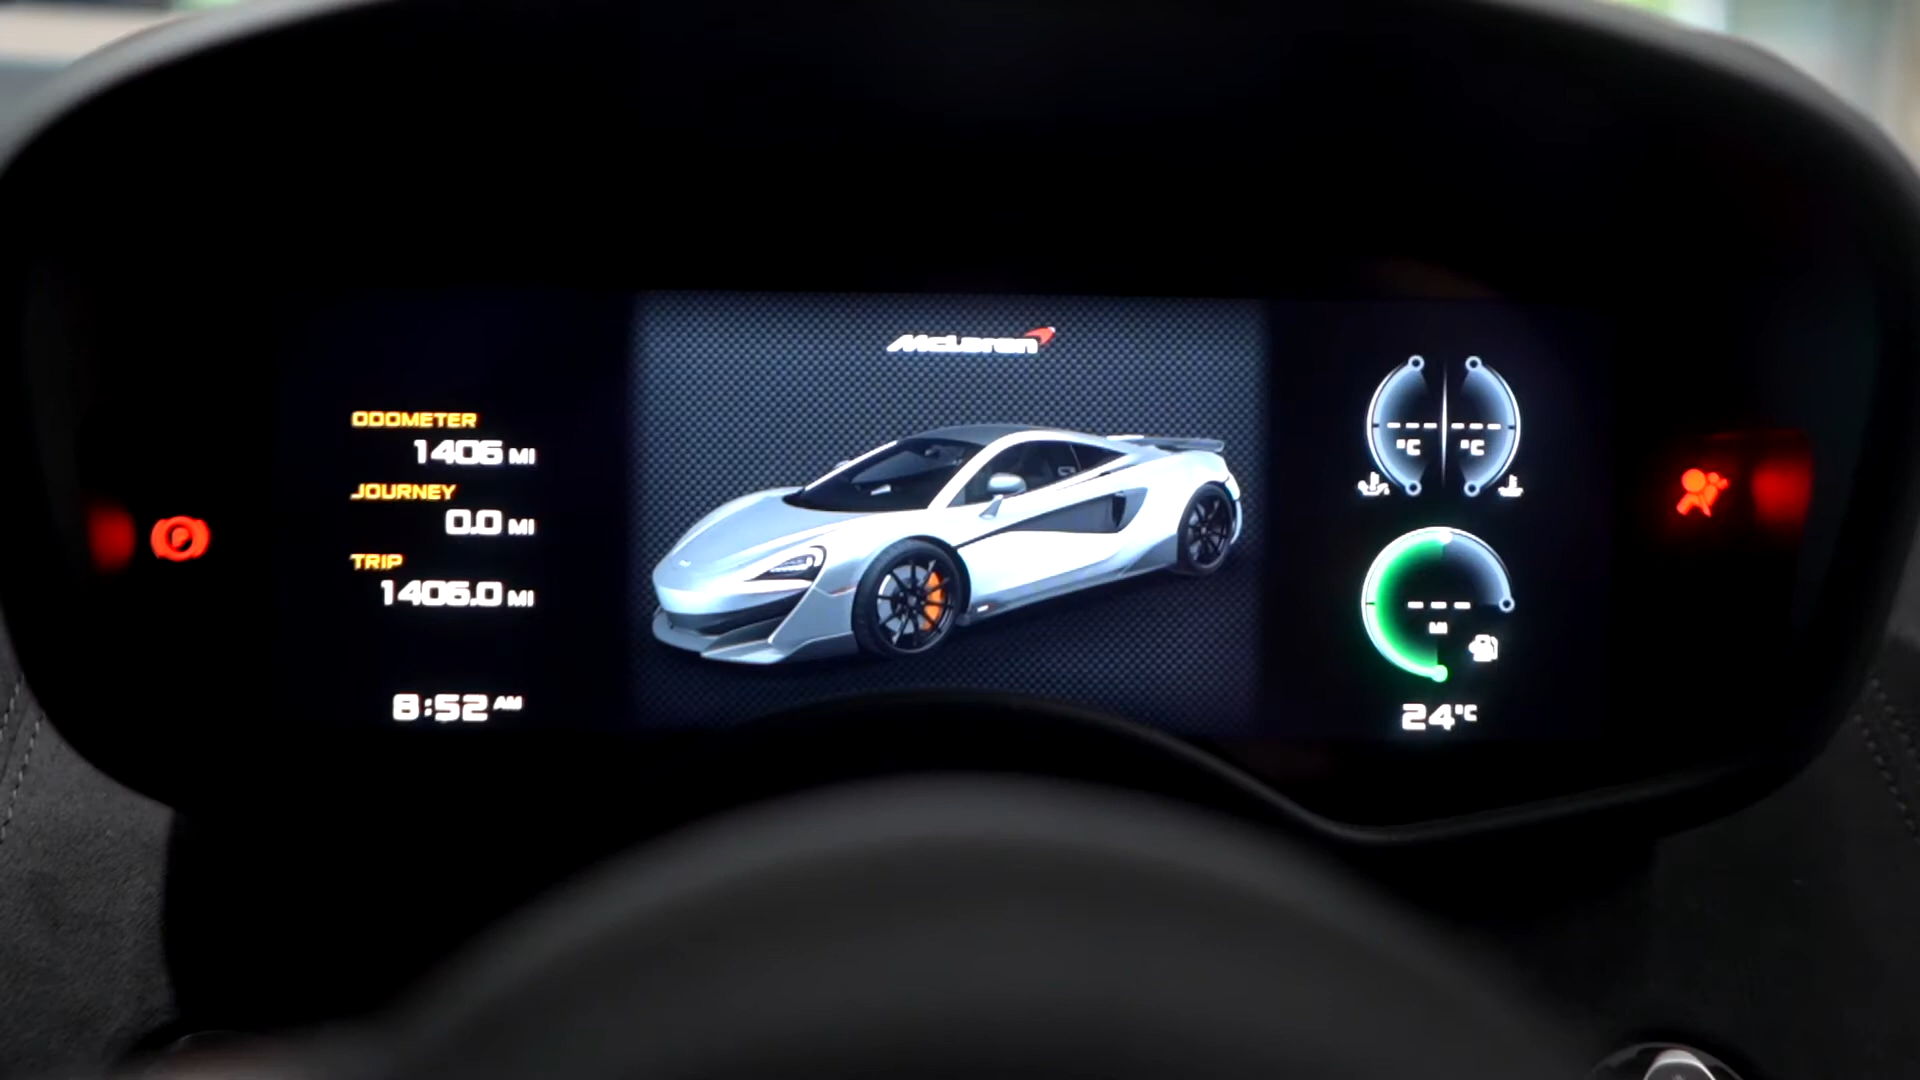 McLaren
ODOMETER
1406 MI
JOURNEY
0.0 MI
TRIP
1406.0 MI
8:52 AM
--- °C
--- °C
--- MI
24°C
P